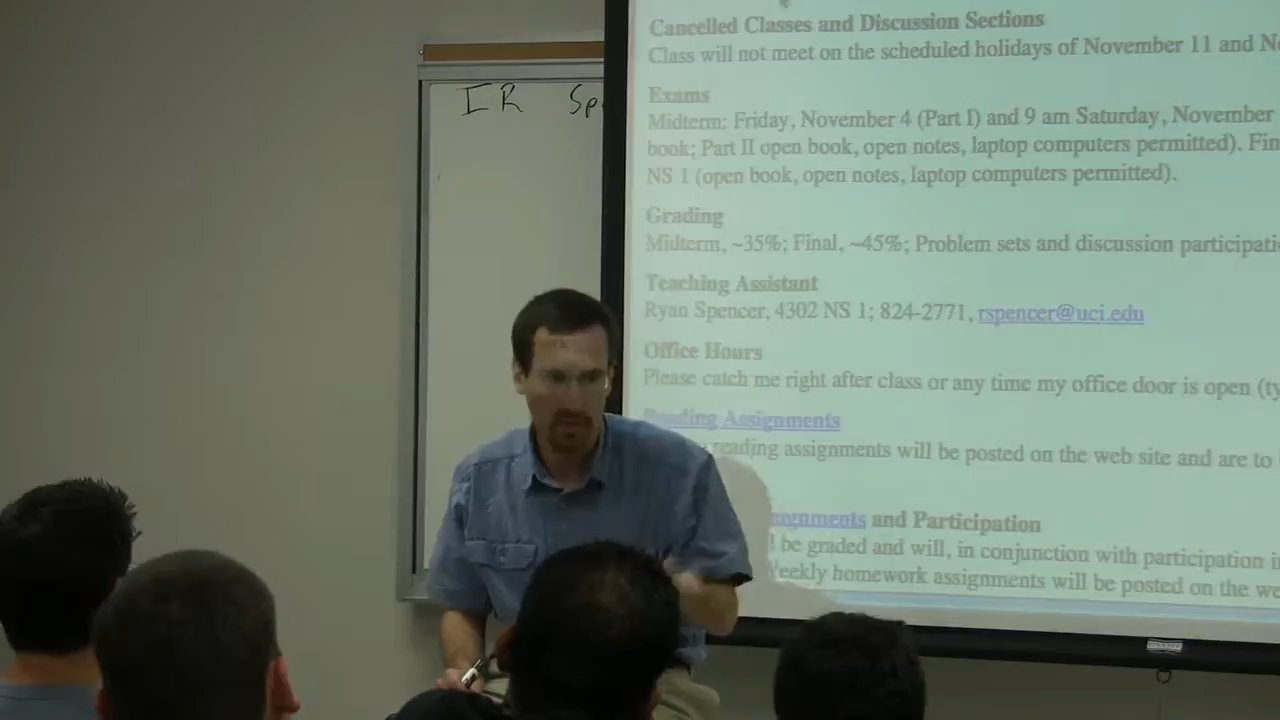 Cancelled Classes and Discussion Sections
Class will not meet on the scheduled holidays of November 11 and
IR Sp
Exams
Midterm: Friday, November 4 (Part I) and 9 am Saturday, November
book; Part II open book, open notes, laptop computers permitted). Fin
NS 1 (open book, open notes, laptop computers permitted).
Grading
Midterm, ~35%; Final, ~45%; Problem sets and discussion participati
Teaching Assistant
Ryan Spencer, 4302 NS 1; 824-2771, rspencer@uci.edu
Office Hours
Please catch me right after class or any time my office door is open (ty
Reading Assignments
reading assignments will be posted on the web site and are to
and Participation
be graded and will, in conjunction with participation i
Weekly homework assignments will be posted on the we